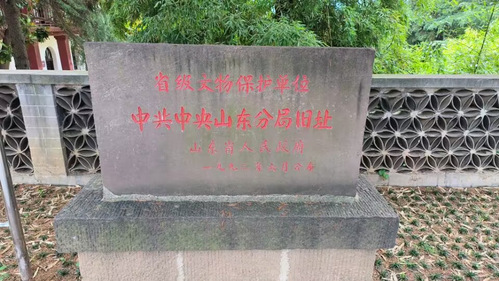 省级文物保护单位
中共中央山东分局旧址
山东省人民政府